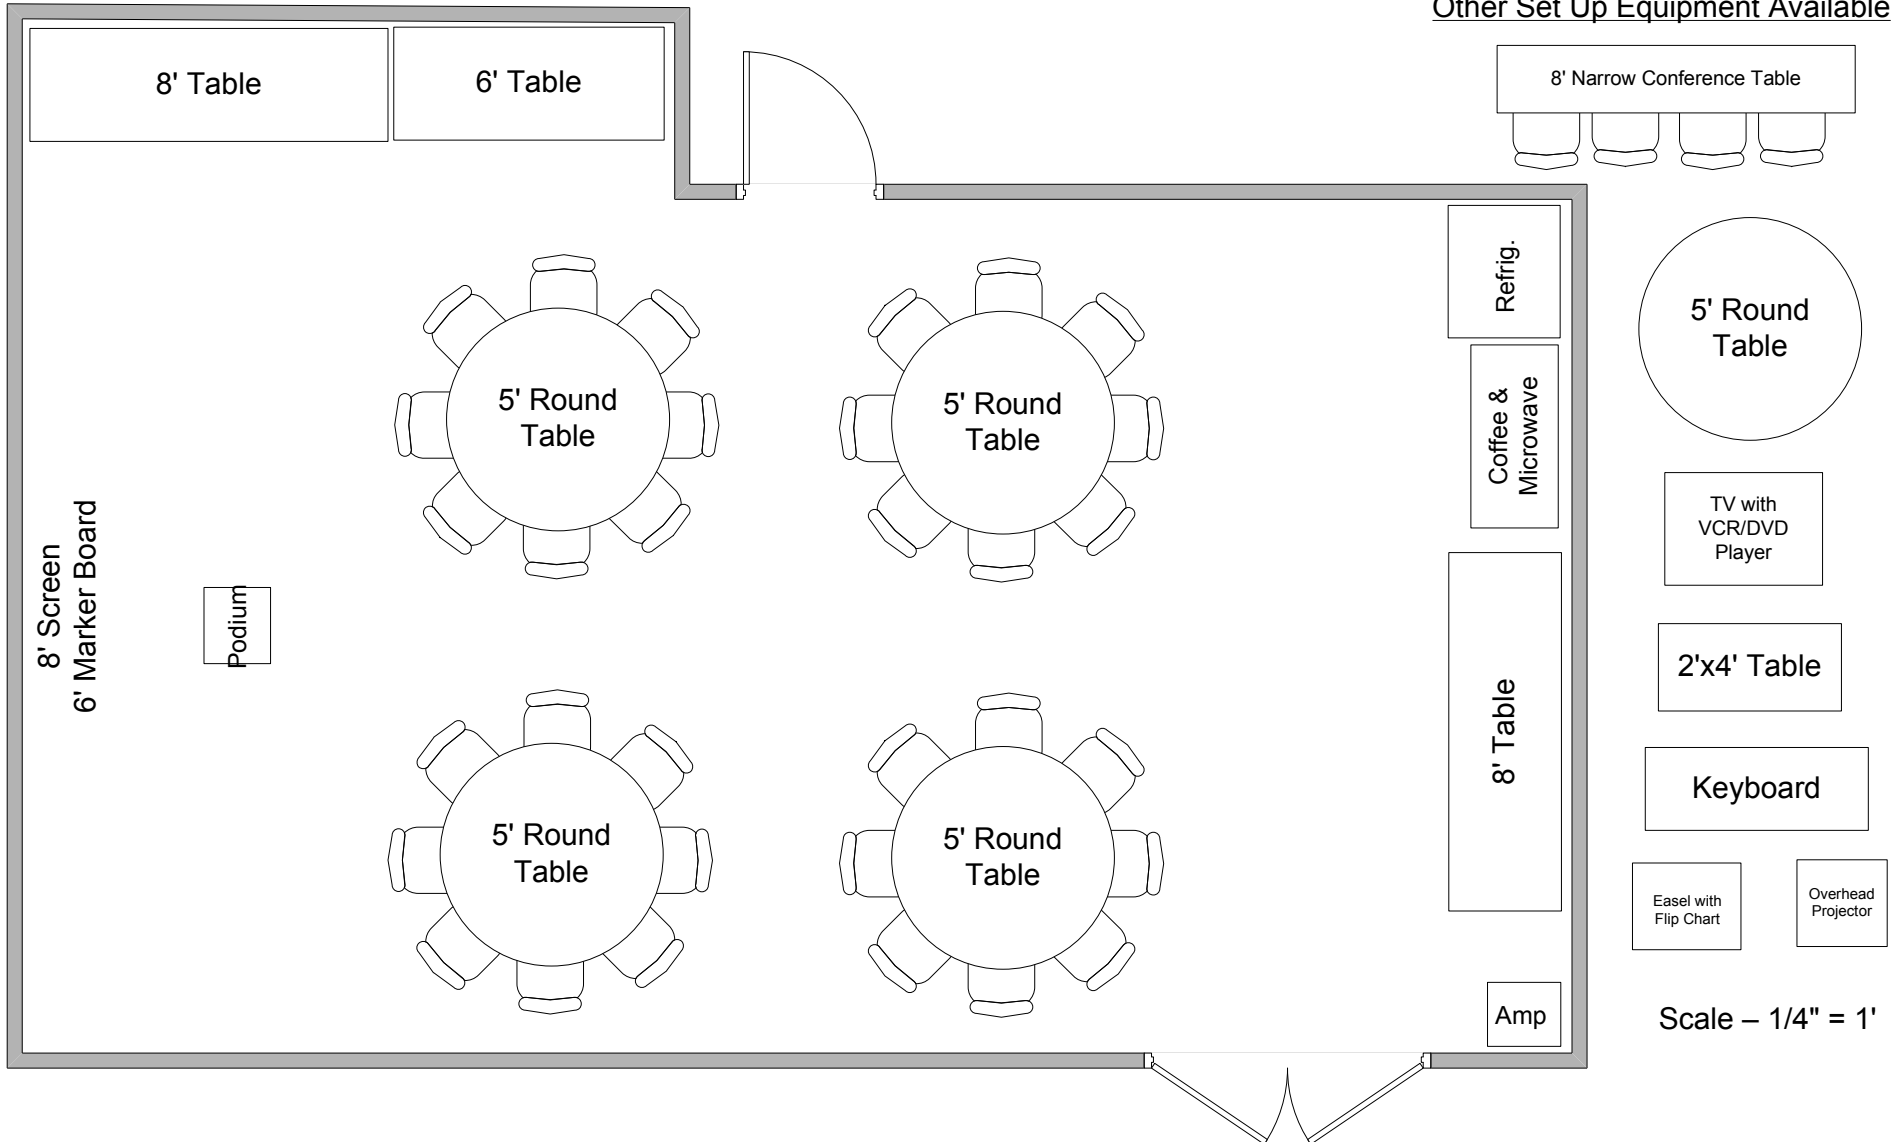 Other Set Up Equipment Available
8' Table
6' Table
8' Narrow Conference Table
Refrig.
5' Round
Table
5' Round
Table
5' Round
Table
Coffee &
Microwave
8' Screen
6' Marker Board
Podium
TV with
VCR/DVD
Player
2'x4' Table
8' Table
Keyboard
5' Round
Table
5' Round
Table
Easel with
Flip Chart
Overhead
Projector
Amp
Scale – 1/4" = 1'